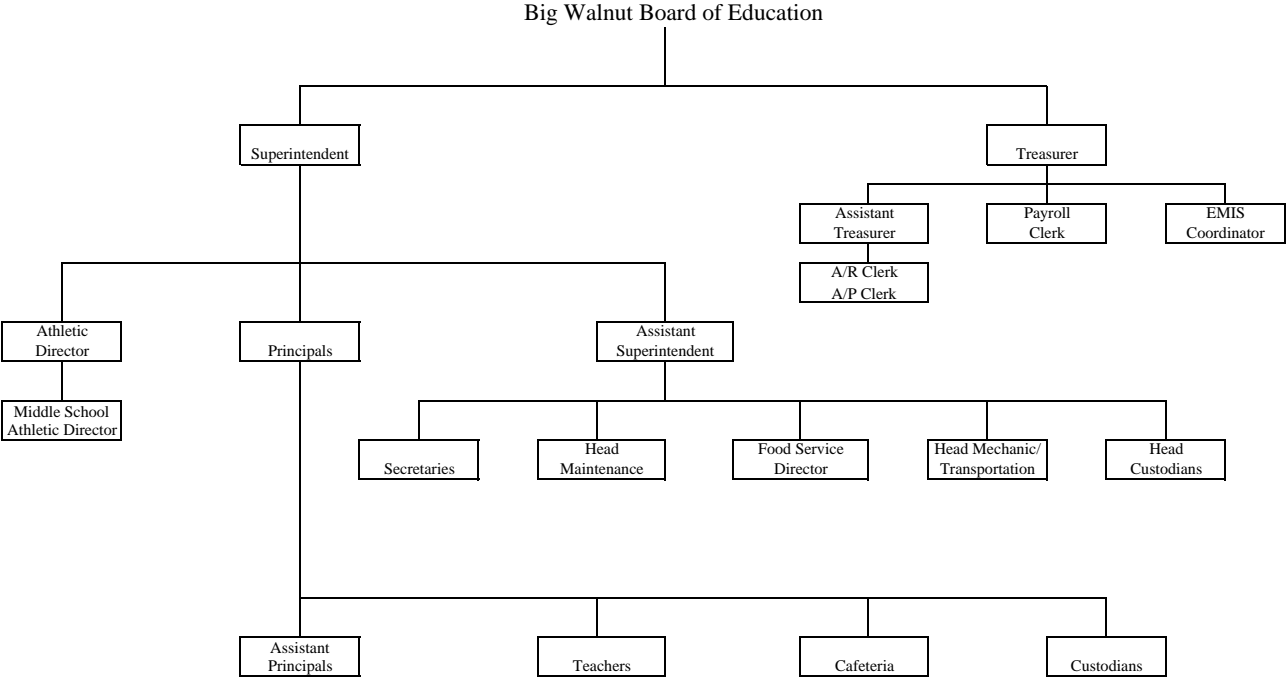 Big Walnut Board of Education
Superintendent
Treasurer
Assistant
Treasurer
Payroll
Clerk
EMIS
Coordinator
A/R Clerk
A/P Clerk
Athletic
Director
Principals
Assistant
Superintendent
Middle School
Athletic Director
Secretaries
Head
Maintenance
Food Service
Director
Head Mechanic/
Transportation
Head
Custodians
Assistant
Principals
Teachers
Cafeteria
Custodians